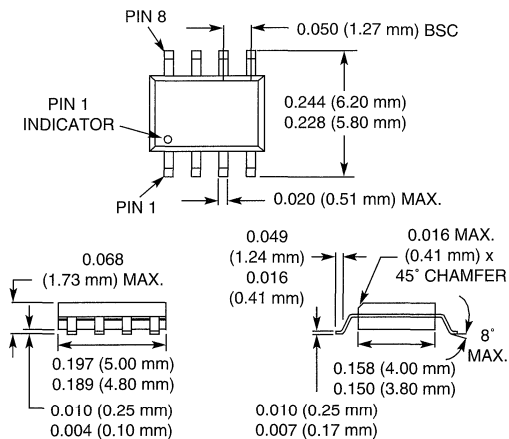 PIN 8
0.050 (1.27 mm) BSC
PIN 1
INDICATOR
0.244 (6.20 mm)
0.228 (5.80 mm)
PIN 1
0.020 (0.51 mm) MAX.
0.068
(1.73 mm) MAX.
0.197 (5.00 mm)
0.189 (4.80 mm)
0.010 (0.25 mm)
0.004 (0.10 mm)
0.049
(1.24 mm)
0.016
(0.41 mm)
0.016 MAX.
(0.41 mm) x
45° CHAMFER
8°
MAX.
0.158 (4.00 mm)
0.150 (3.80 mm)
0.010 (0.25 mm)
0.007 (0.17 mm)